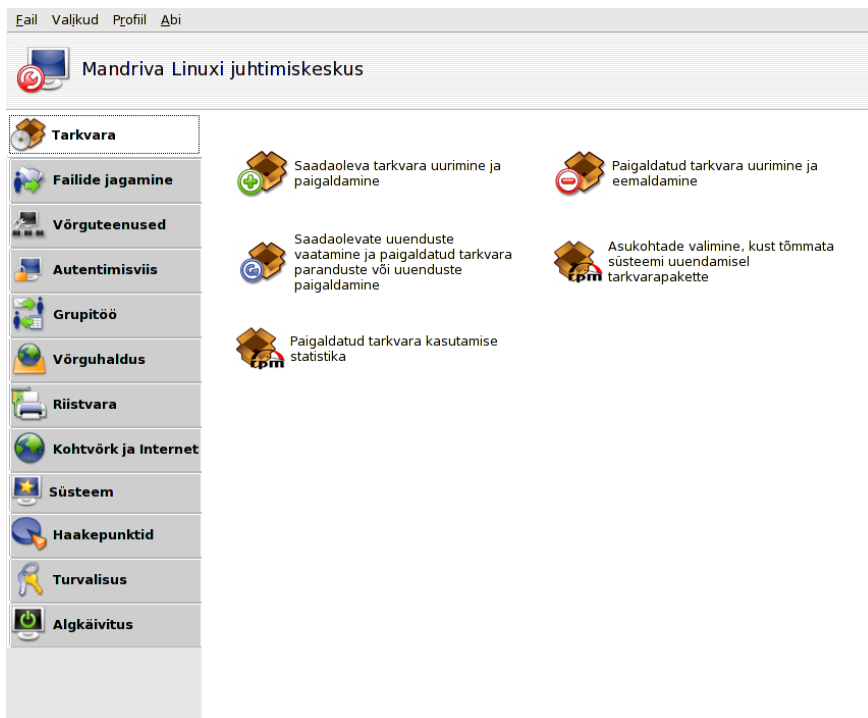 Fail Valikud Profiil Abi
Mandriva Linuxi juhtimiskeskus
Tarkvara
Failide jagamine
Võrguteenused
Autentimisviis
Grupitöö
Võrguhaldus
Riistvara
Kohtvõrk ja Internet
Süsteem
Haakepunktid
Turvalisus
Algkäivitus
Saadaoleva tarkvara uurimine ja
paigaldamine
Paigaldatud tarkvara uurimine ja
eemaldamine
Saadaolevate uuenduste
vaatamine ja paigaldatud tarkvara
paranduste või uuenduste
paigaldamine
Asukohtade valimine, kust tõmmata
süsteemi uuendamisel
tarkvarapakette
rpm
Paigaldatud tarkvara kasutamise
statistika
rpm